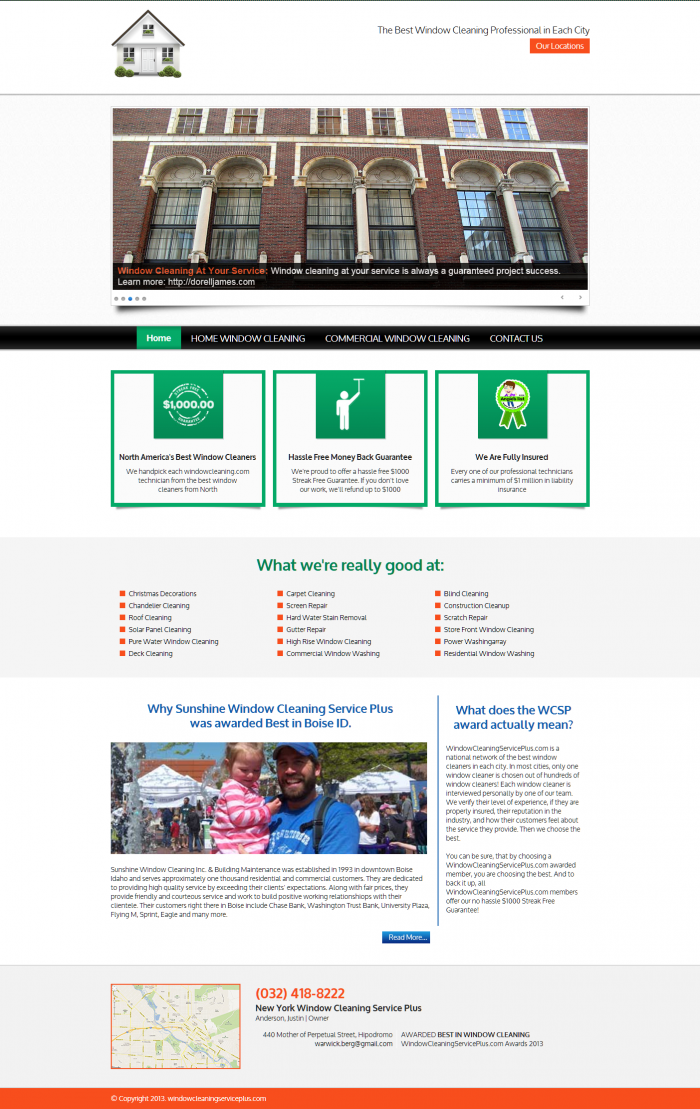 The Best Window Cleaning Professional in Each City
Our Locations
Window Cleaning At Your Service: Window cleaning at your service is always a guaranteed project success.
Learn more: http://dorelljames.com
Home
HOME WINDOW CLEANING
COMMERCIAL WINDOW CLEANING
CONTACT US
STREAK FREE
$1,000.00
GUARANTEE
North America's Best Window Cleaners
We handpick each windowcleaning.com
technician from the best window
cleaners from North
Hassle Free Money Back Guarantee
We're proud to offer a hassle free $1000
Streak Free Guarantee. If you don't love
our work, we'll refund up to $1000
Angie's list
We Are Fully Insured
Every one of our professional technicians
carries a minimum of $1 million in liability
insurance
What we're really good at:
Christmas Decorations
Chandelier Cleaning
Roof Cleaning
Solar Panel Cleaning
Pure Water Window Cleaning
Deck Cleaning
Carpet Cleaning
Screen Repair
Hard Water Stain Removal
Gutter Repair
High Rise Window Cleaning
Commercial Window Washing
Blind Cleaning
Construction Cleanup
Scratch Repair
Store Front Window Cleaning
Power Washingarray
Residential Window Washing
Why Sunshine Window Cleaning Service Plus
was awarded Best in Boise ID.
Sunshine Window Cleaning Inc. & Building Maintenance was established in 1993 in downtown Boise
Idaho and serves approximately one thousand residential and commercial customers. They are dedicated
to providing high quality service by exceeding their clients' expectations. Along with fair prices, they
provide friendly and courteous service and work to build positive working relationships with their
clientele. Their customers right there in Boise include Chase Bank, Washington Trust Bank, University Plaza,
Flying M, Sprint, Eagle and many more.
Read More...
What does the WCSP
award actually mean?
WindowCleaningServicePlus.com is a
national network of the best window
cleaners in each city. In most cities, only one
window cleaner is chosen out of hundreds of
window cleaners! Each window cleaner is
interviewed personally by one of our team.
We verify their level of experience, if they are
properly insured, their reputation in the
industry, and how their customers feel about
the service they provide. Then we choose the
best.
You can be sure, that by choosing a
WindowCleaningServicePlus.com awarded
member, you are choosing the best. And to
back it up, all
WindowCleaningServicePlus.com members
offer our no hassle $1000 Streak Free
Guarantee!
(032) 418-8222
New York Window Cleaning Service Plus
Anderson, Justin | Owner
440 Mother of Perpetual Street, Hipodromo
warwick.berg@gmail.com
AWARDED BEST IN WINDOW CLEANING
WindowCleaningServicePlus.com Awards 2013
© Copyright 2013. windowcleaningserviceplus.com